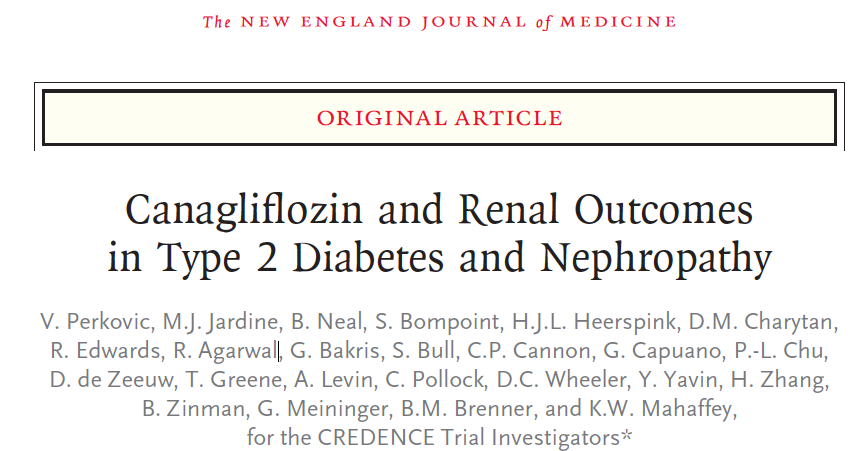 The NEW ENGLAND JOURNAL of MEDICINE
ORIGINAL ARTICLE
Canagliflozin and Renal Outcomes
in Type 2 Diabetes and Nephropathy
V. Perkovic, M.J. Jardine, B. Neal, S. Bompoint, H.J.L. Heerspink, D.M. Charytan,
R. Edwards, R. Agarwal, G. Bakris, S. Bull, C.P. Cannon, G. Capuano, P.-L. Chu,
D. de Zeeuw, T. Greene, A. Levin, C. Pollock, D.C. Wheeler, Y. Yavin, H. Zhang,
B. Zinman, G. Meininger, B.M. Brenner, and K.W. Mahaffey,
for the CREDENCE Trial Investigators*